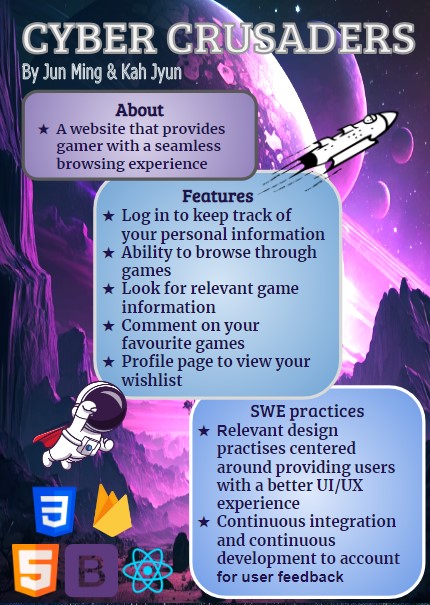 CYBER CRUSADERS
By Jun Ming & Kah Jyun
About
★ A website that provides
gamer with a seamless
browsing experience
Features
★ Log in to keep track of
your personal information
★ Ability to browse through
games
★ Look for relevant game
information
★ Comment on your
favourite games
★ Profile page to view your
wishlist
SWE practices
★ Relevant design
practises centered
around providing users
with a better UI/UX
experience
★ Continuous integration
and continuous
development to account
for user feedback
3
5
B